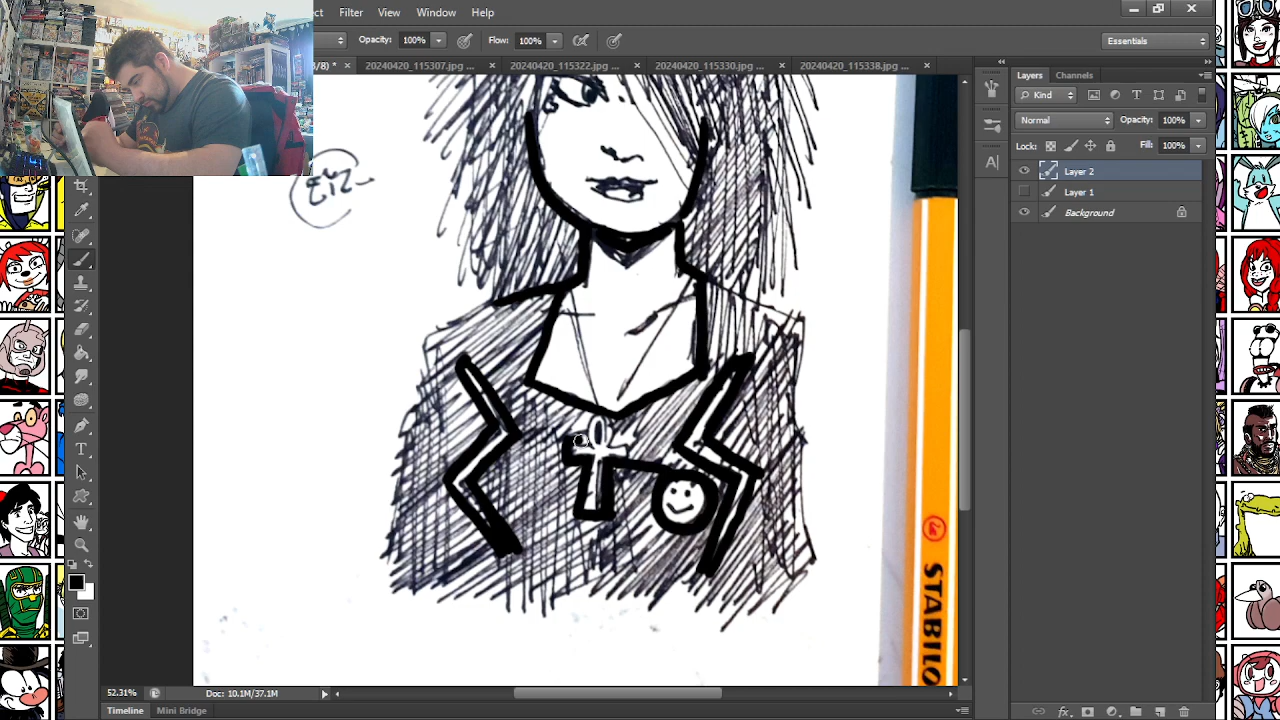 ect Filter View Window Help
Opacity: 100% Flow: 100% Essentials
/8) * × 20240420_115307.jpg ... × 20240420_115322.jpg ... × 20240420_115330.jpg ... × 20240420_115338.jpg ... ×
Layers Channels
Kind
Normal Opacity: 100%
Lock: Fill: 100%
Layer 2
Layer 1
Background
STABILO
52.31% Doc: 10.1M/37.1M
Timeline Mini Bridge